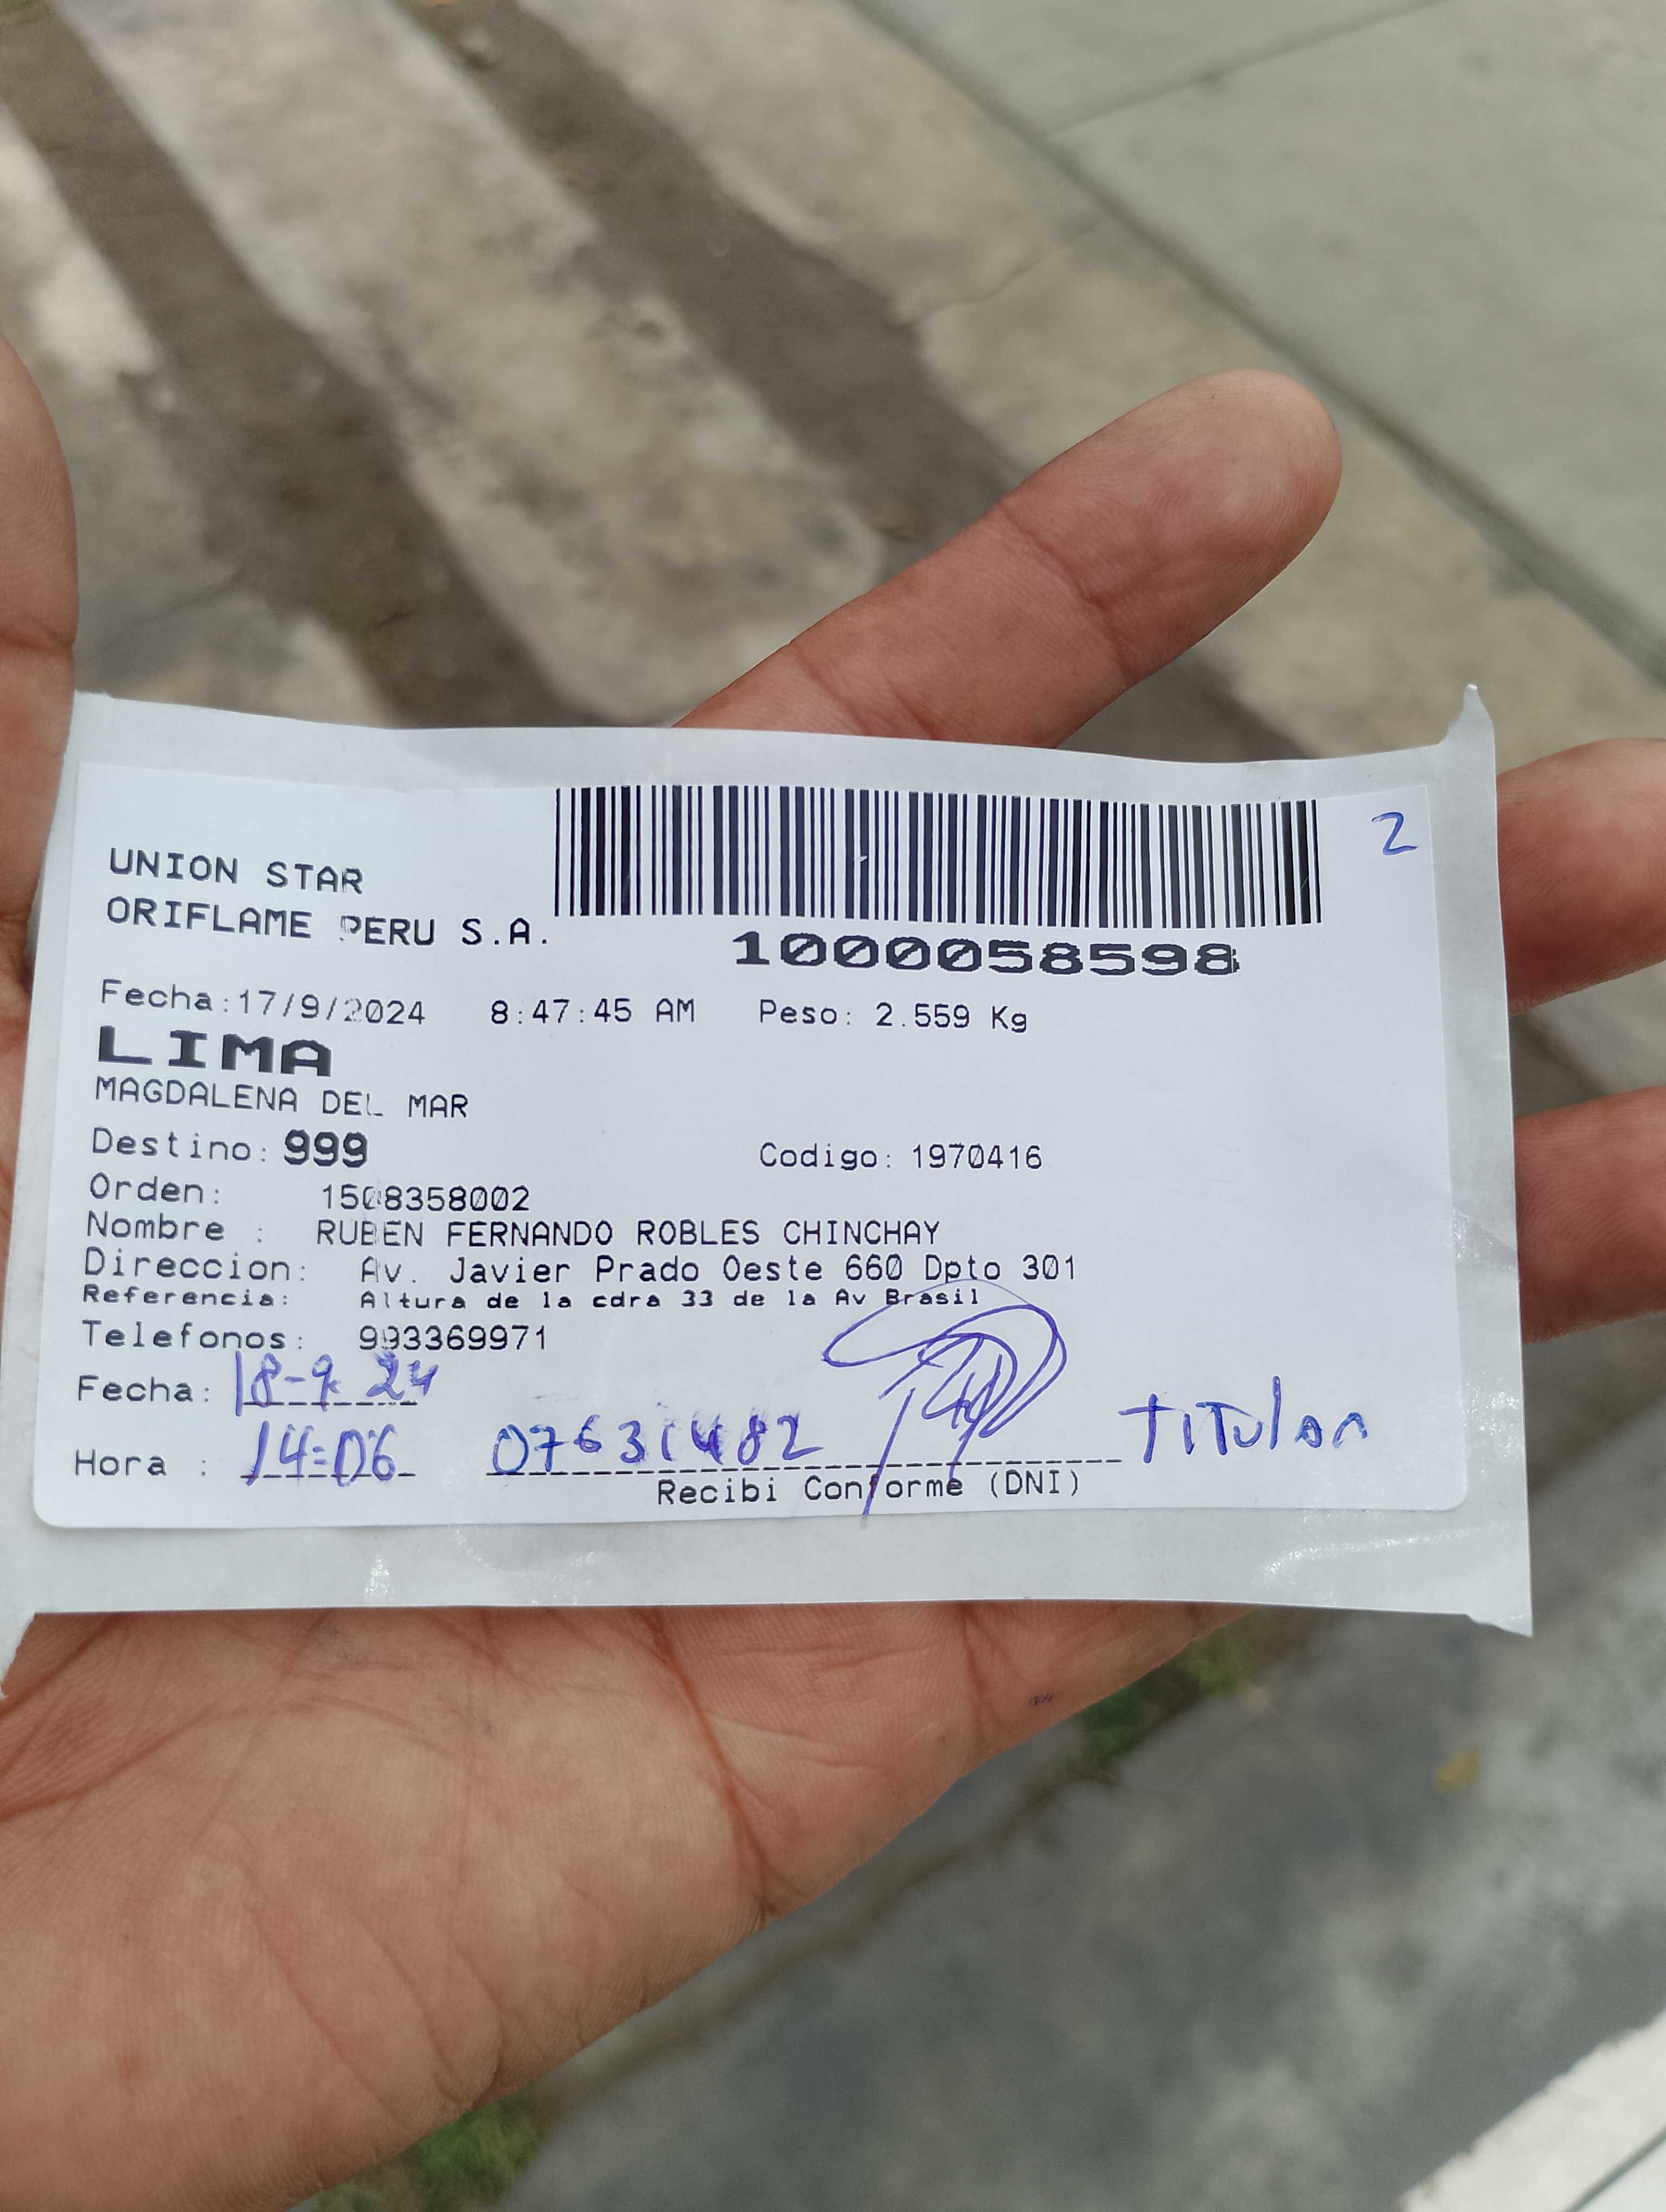 2
UNION STAR
ORIFLAME PERU S.A.
1000058598
Fecha:17/9/2024 8:47:45 AM Peso: 2.559 Kg
LIMA
MAGDALENA DEL MAR
Destino: 999 Codigo: 1970416
Orden: 1508358002
Nombre : RUBEN FERNANDO ROBLES CHINCHAY
Direccion: Av. Javier Prado Oeste 660 Dpto 301
Referencia: Altura de la cdra 33 de la Av Brasil
Telefonos: 993369971
Fecha: 18-9-24
Hora : 14:06 07631482 TITular
Recibi Conforme (DNI)